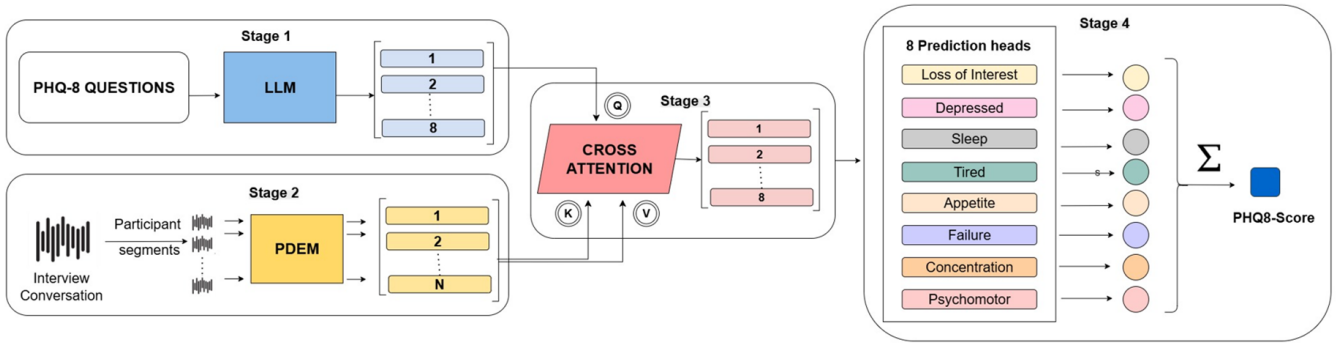 Stage 1
PHQ-8 QUESTIONS
LLM
1
2
8
Stage 2
Interview
Conversation
Participant
segments
PDEM
1
2
N
Stage 3
Q
CROSS
ATTENTION
K
V
1
2
8
Stage 4
8 Prediction heads
Loss of Interest
Depressed
Sleep
Tired
s
Appetite
Failure
Concentration
Psychomotor
Σ
PHQ8-Score